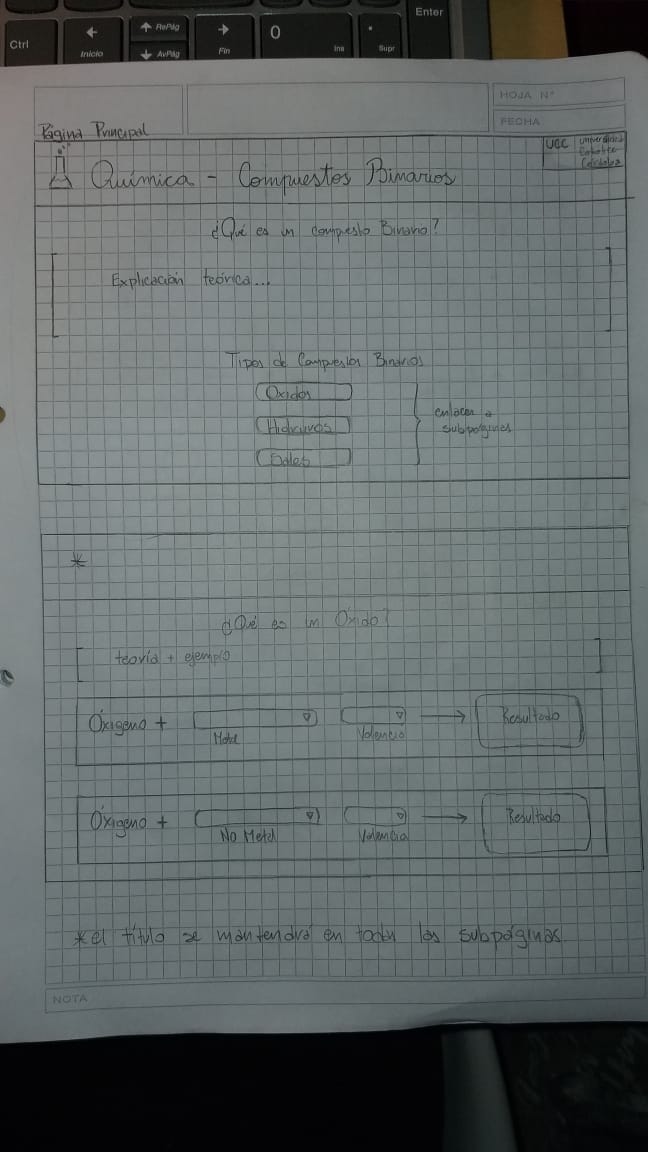 Enter
Ctrl
Inicio
RePág
AvPág
Fin
0
Ins
.
Supr
HOJA N°
FECHA
Página Principal
UCC
Universidad
Católica
Córdoba
Química - Compuestos Binarios
¿Qué es un compuesto Binario?
Explicación teórica...
Tipos de Compuestos Binarios
Oxidos
Hidruros
Sales
enlaces a
subpáginas
*
¿Qué es un Óxido?
teoría + ejemplo
Óxigeno +
Metal
Valencia
Resultado
Óxigeno +
No Metal
Valencia
Resultado
*el título se mantendrá en todas las subpáginas.
NOTA